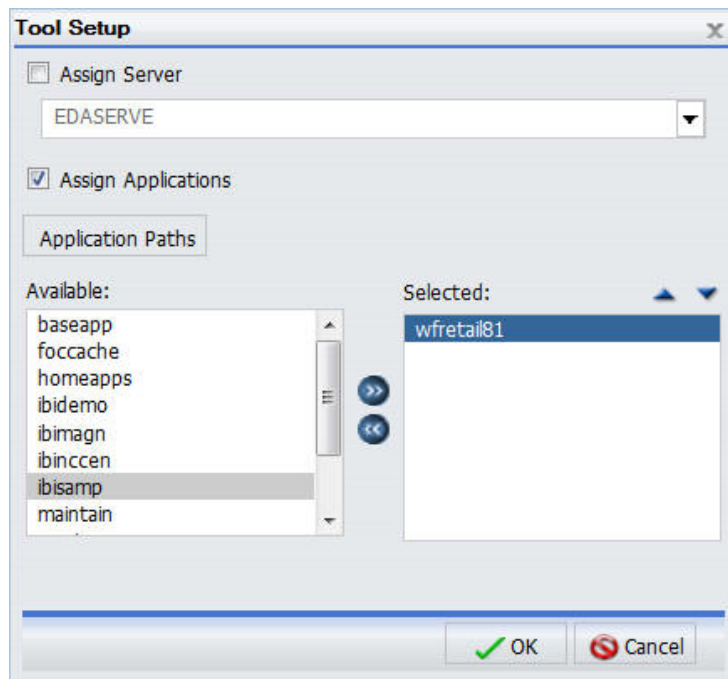 Tool Setup
Assign Server
EDASERVE
Assign Applications
Application Paths
Available:
Selected:
baseapp
foccache
homeapps
ibidemo
ibimagn
ibinccen
ibisamp
maintain
wfretail81
OK
Cancel